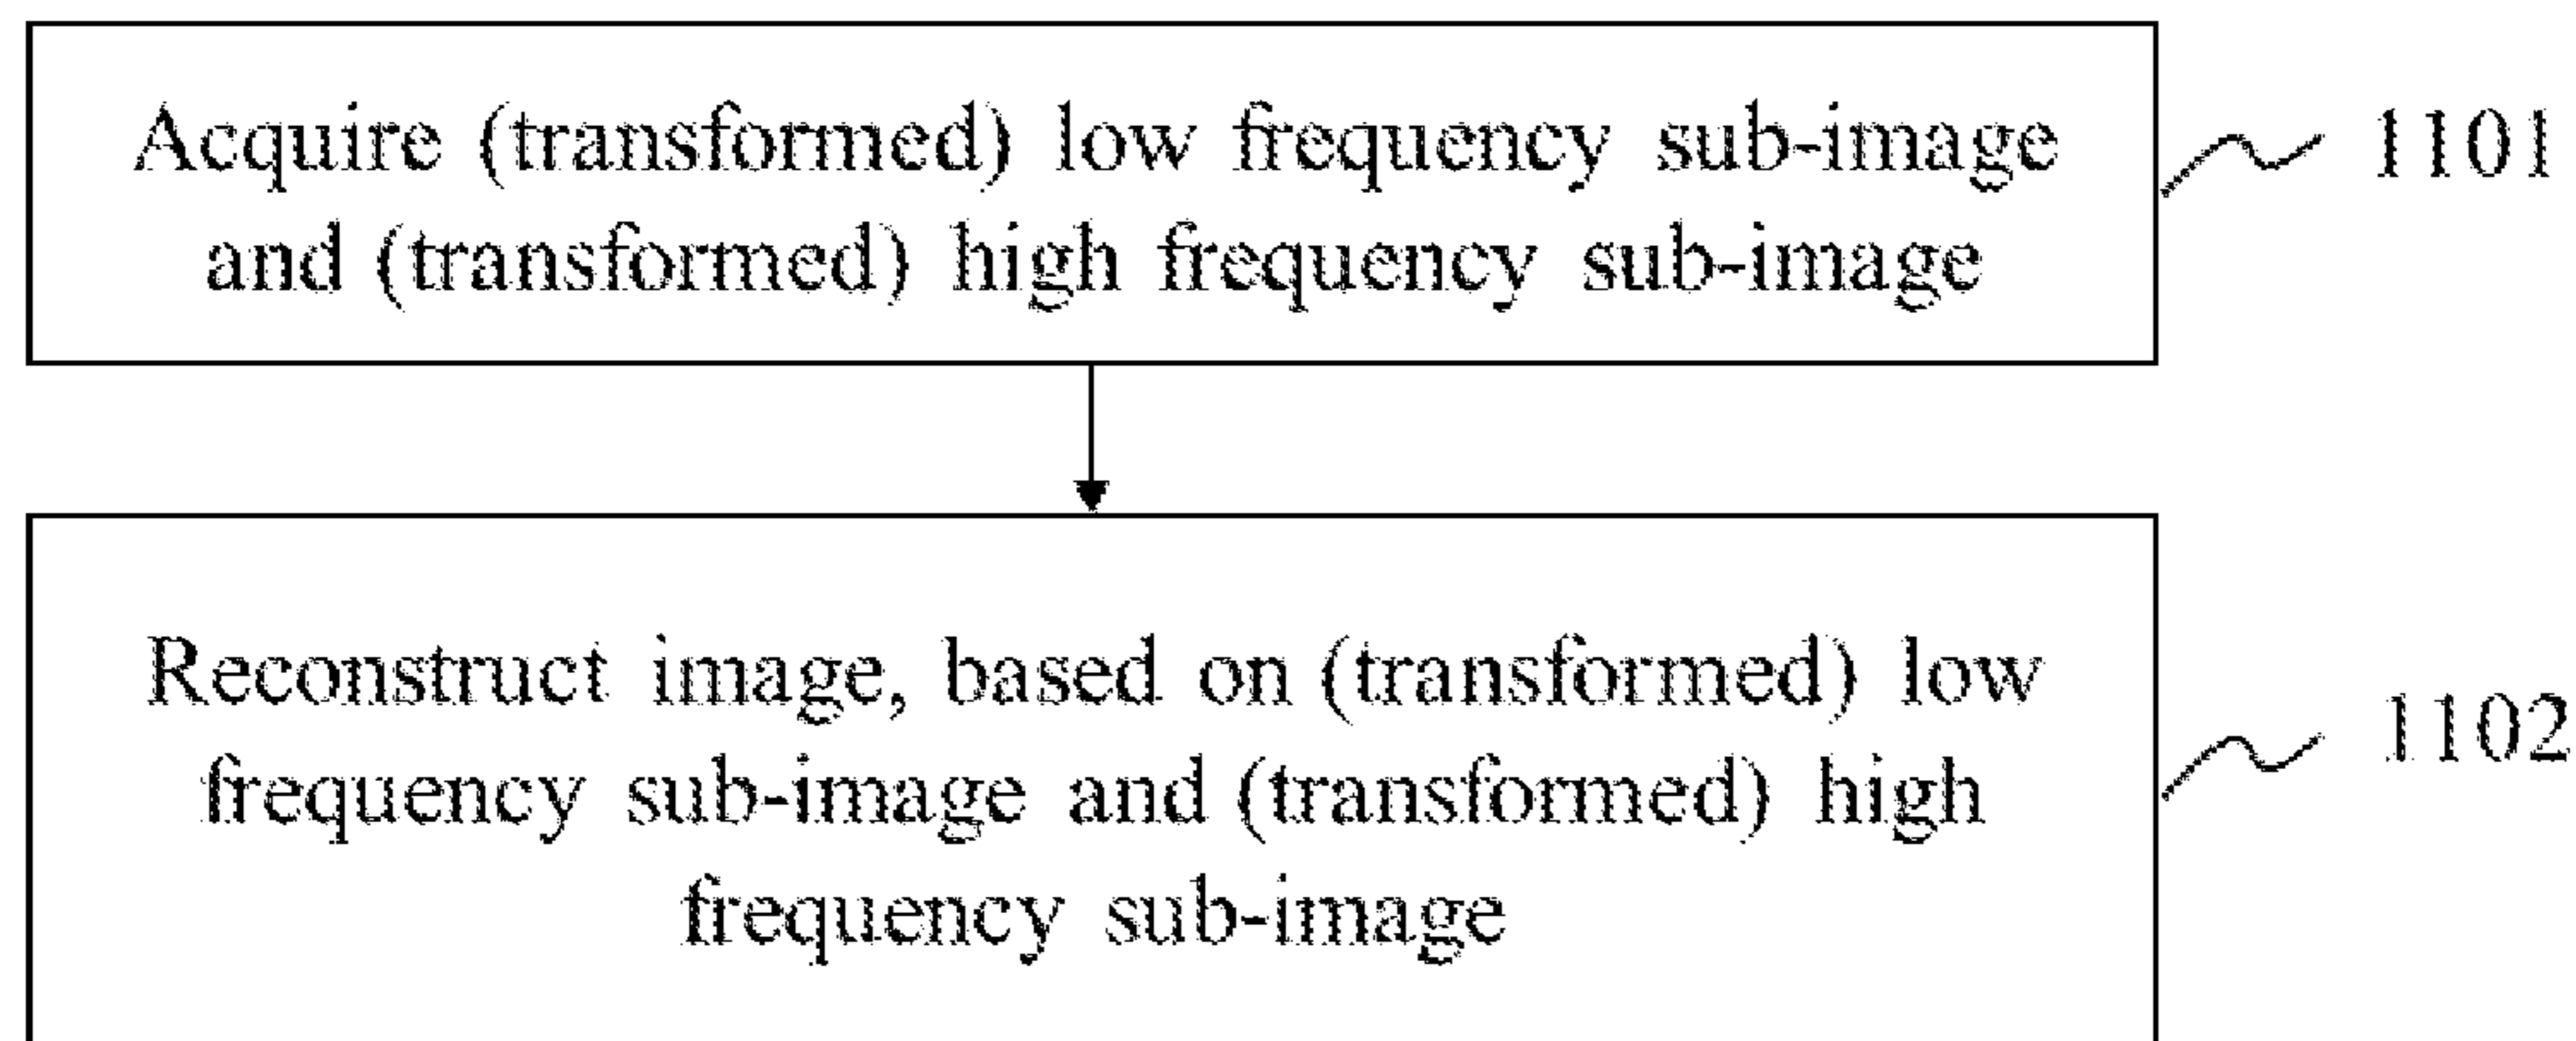 Acquire (transformed) low frequency sub-image
and (transformed) high frequency sub-image
1101
Reconstruct image, based on (transformed) low
frequency sub-image and (transformed) high
frequency sub-image
1102